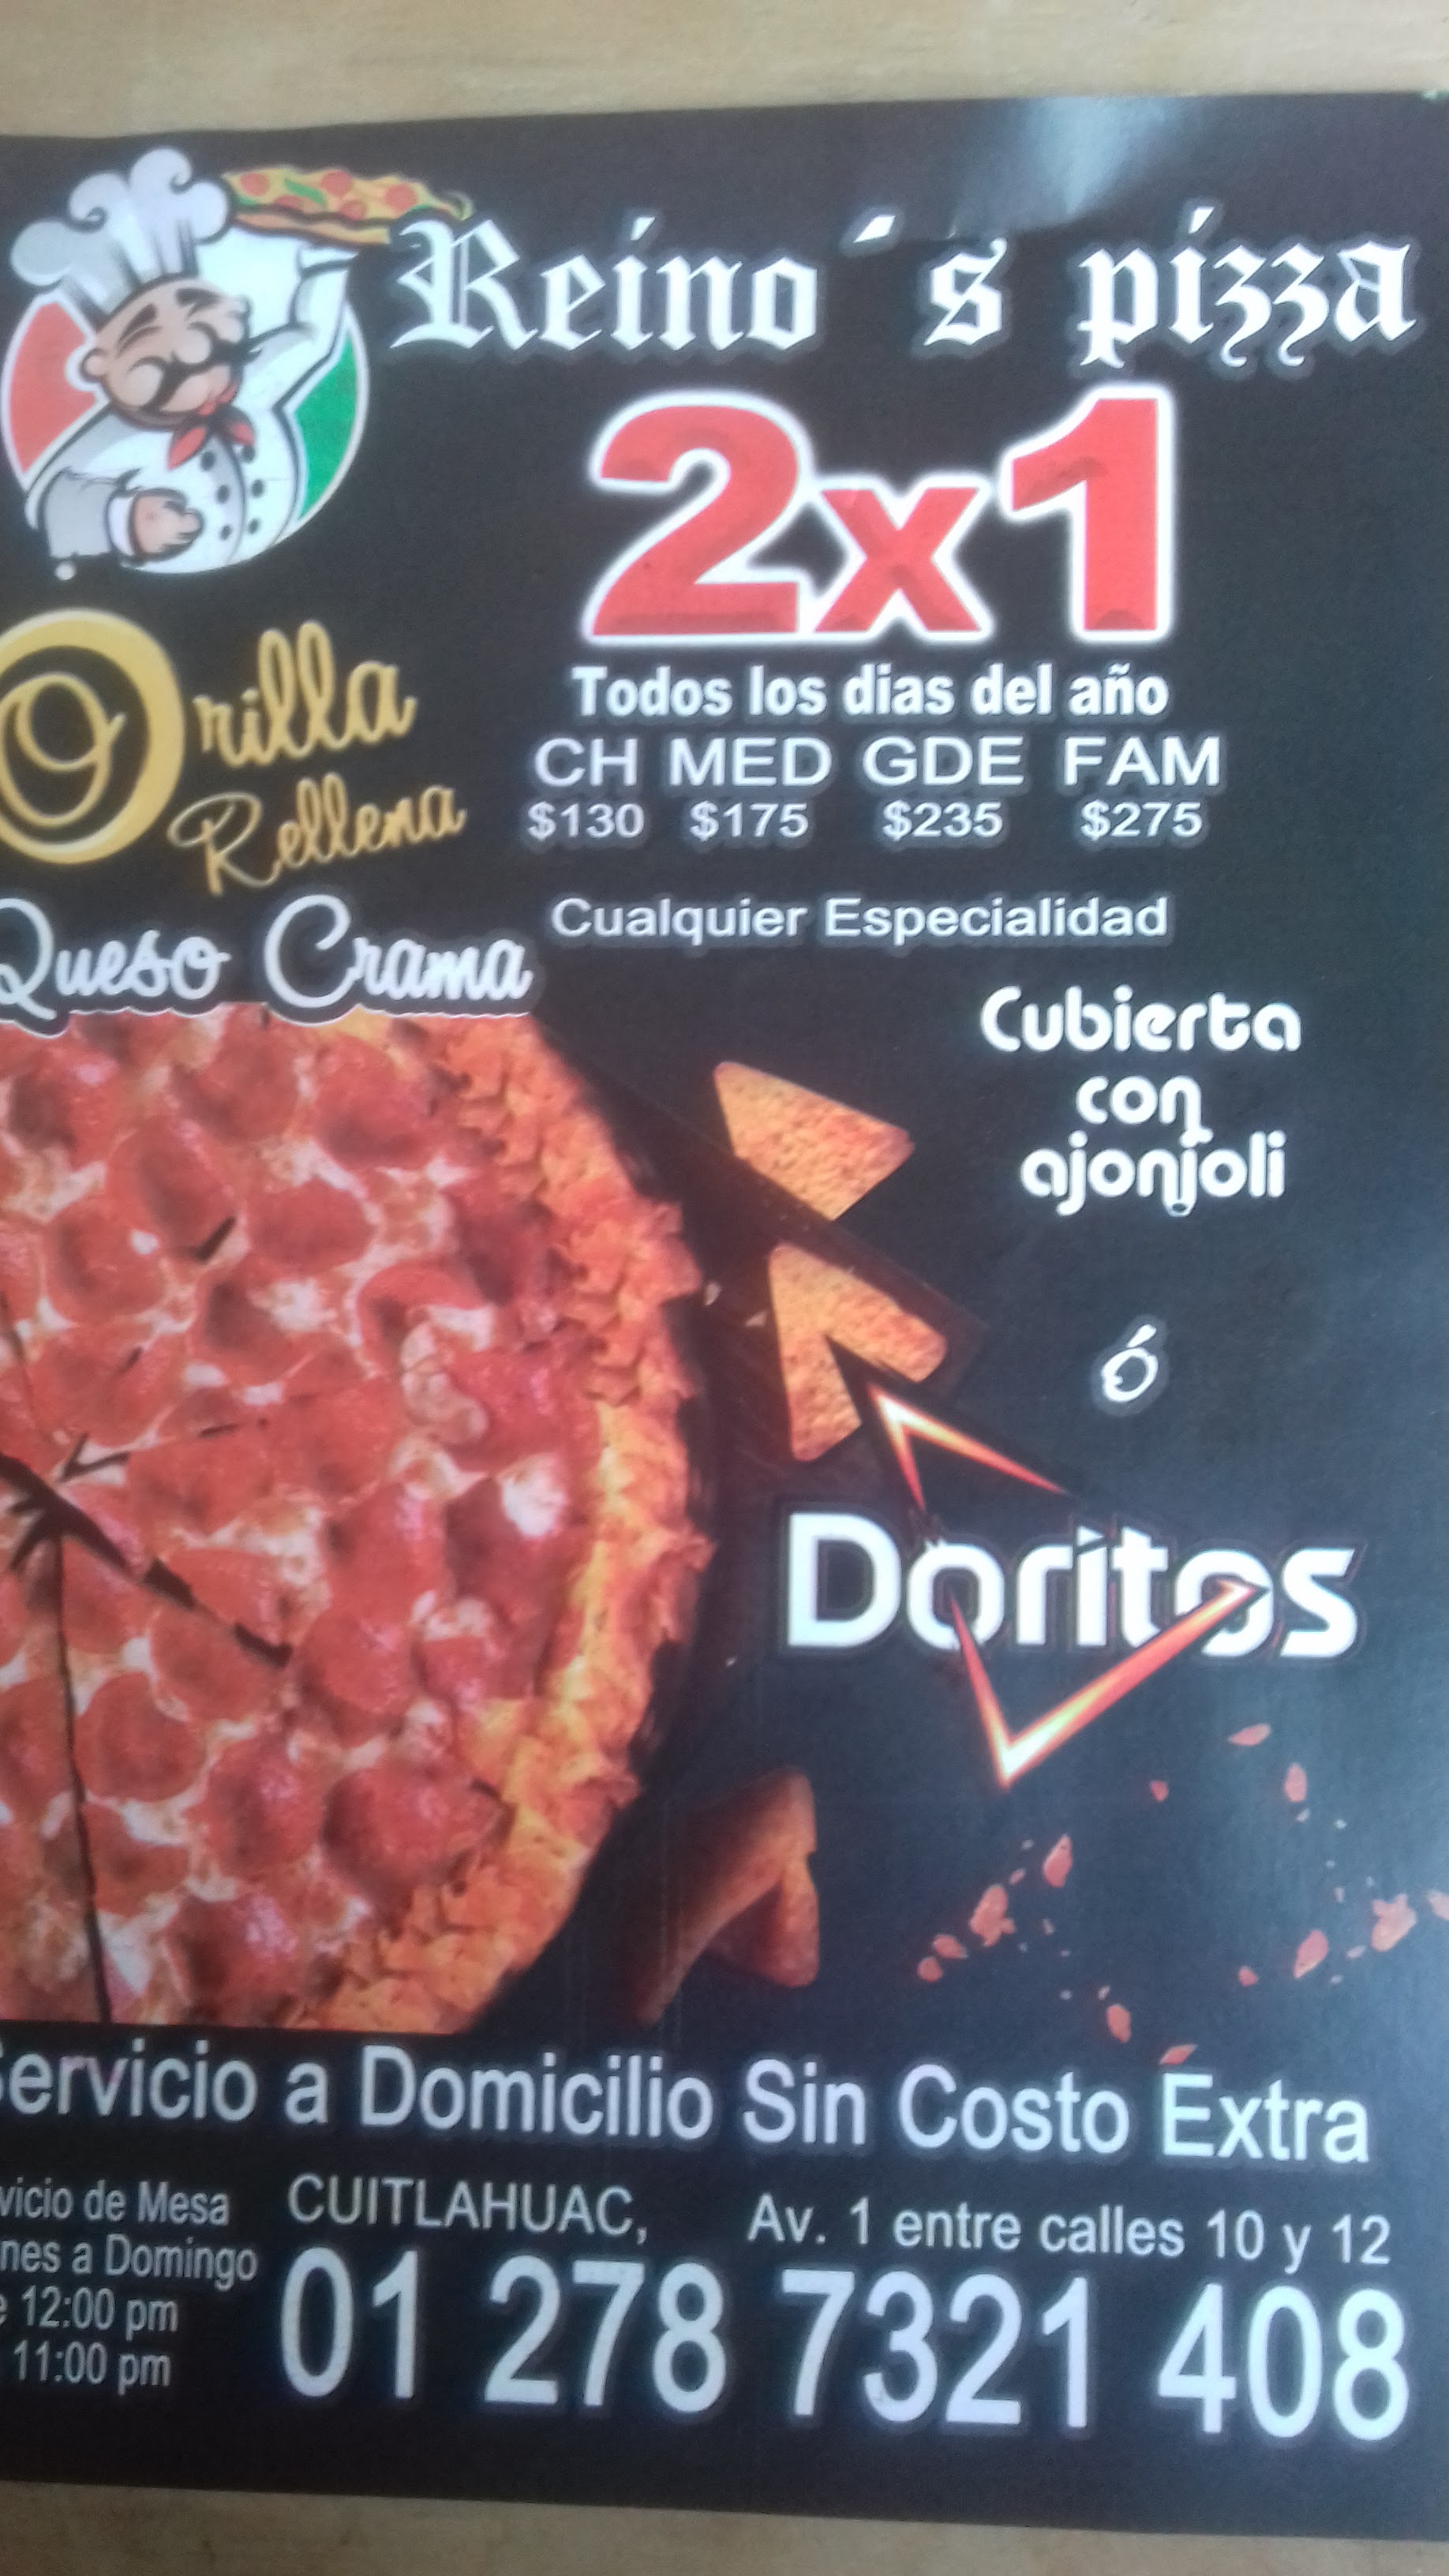 Reino´s pizza
2x1
Todos los dias del año
CH MED GDE FAM
$130 $175 $235 $275
Cualquier Especialidad
Orilla
Rellena
Queso Crama
Cubierta
con
ajonjoli
ó
Doritos
Servicio a Domicilio Sin Costo Extra
vicio de Mesa
nes a Domingo
e 12:00 pm
11:00 pm
CUITLAHUAC, Av. 1 entre calles 10 y 12
01 278 7321 408